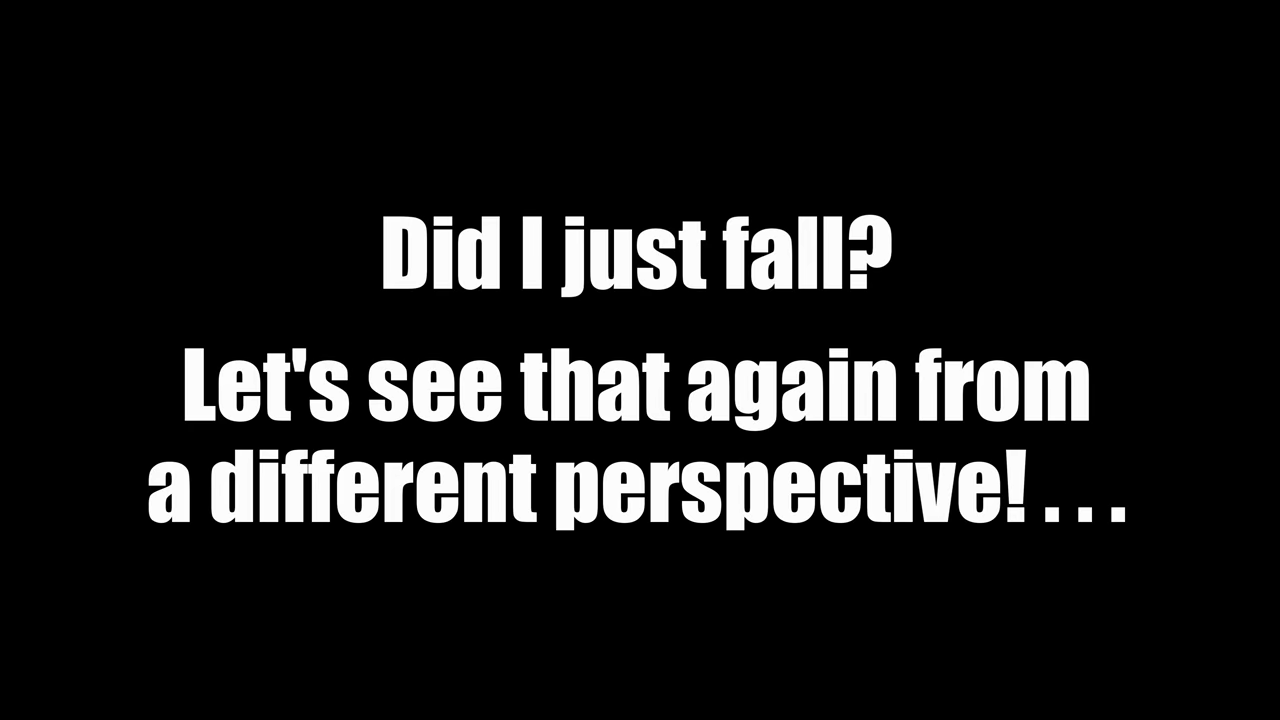 Did I just fall?
Let's see that again from
a different perspective! . . .